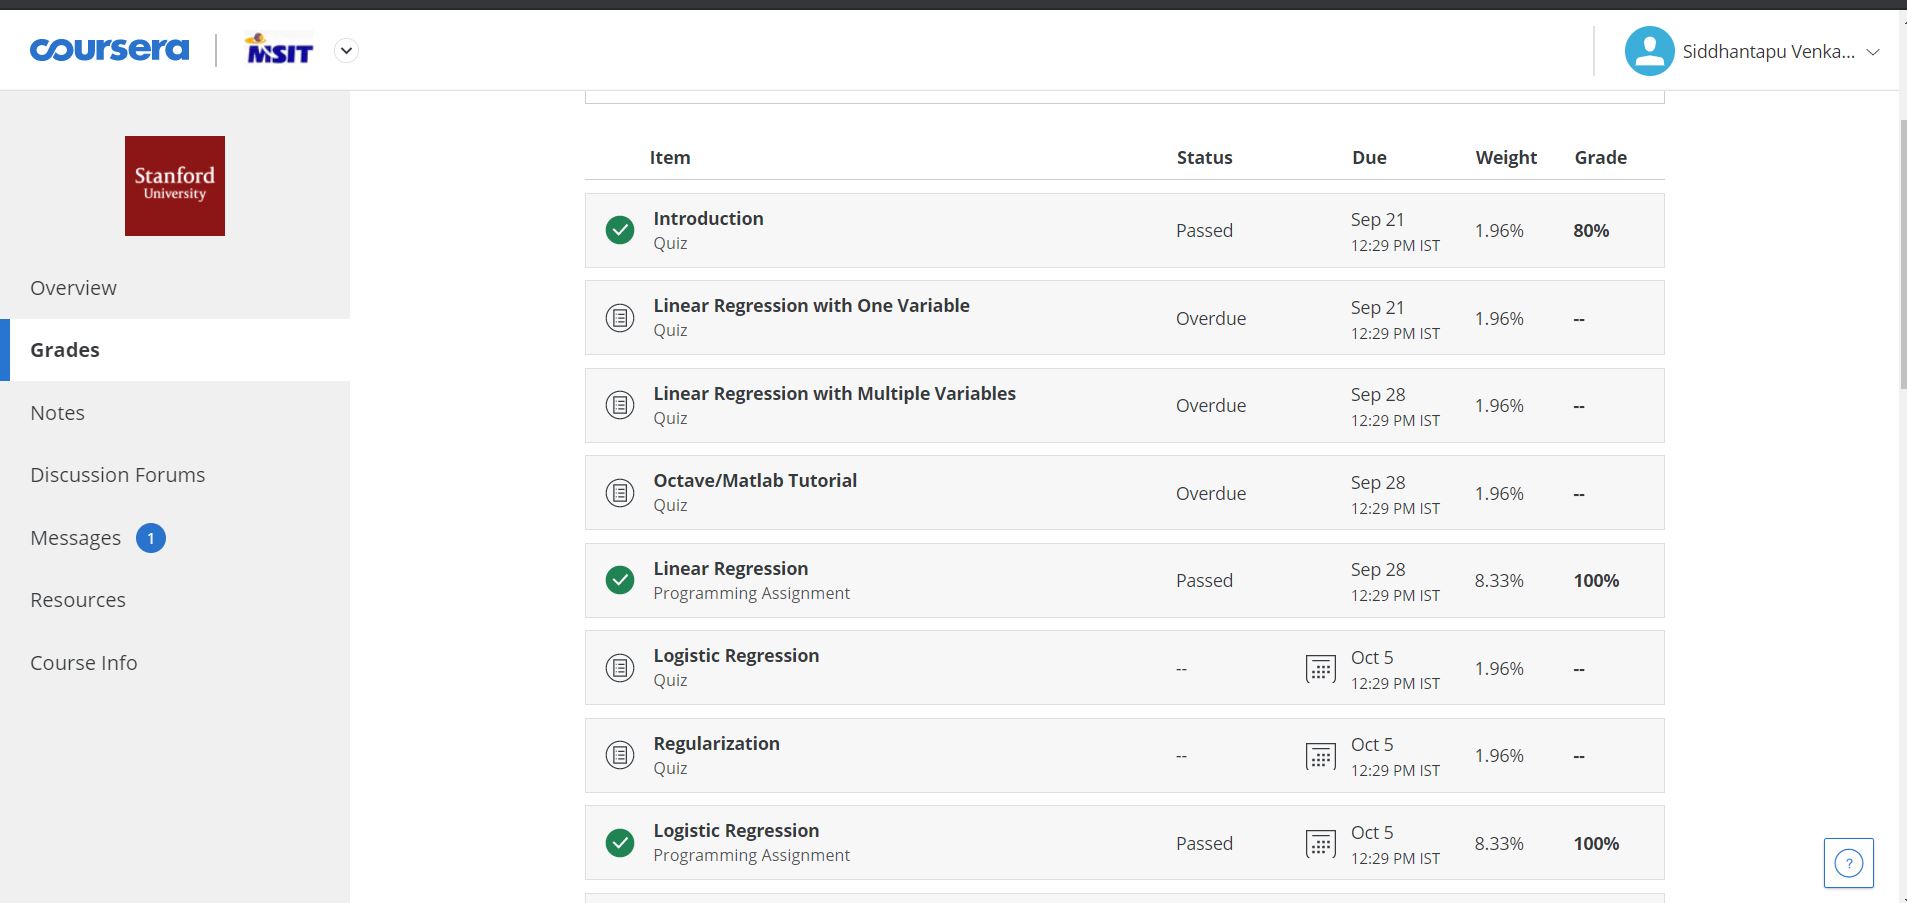 coursera
MSIT
Siddhantapu Venka...
Stanford
University
Overview
Grades
Notes
Discussion Forums
Messages 1
Resources
Course Info
Item Status Due Weight Grade
Introduction
Quiz
Passed
Sep 21
12:29 PM IST
1.96%
80%
Linear Regression with One Variable
Quiz
Overdue
Sep 21
12:29 PM IST
1.96%
--
Linear Regression with Multiple Variables
Quiz
Overdue
Sep 28
12:29 PM IST
1.96%
--
Octave/Matlab Tutorial
Quiz
Overdue
Sep 28
12:29 PM IST
1.96%
--
Linear Regression
Programming Assignment
Passed
Sep 28
12:29 PM IST
8.33%
100%
Logistic Regression
Quiz
--
Oct 5
12:29 PM IST
1.96%
--
Regularization
Quiz
--
Oct 5
12:29 PM IST
1.96%
--
Logistic Regression
Programming Assignment
Passed
Oct 5
12:29 PM IST
8.33%
100%
?